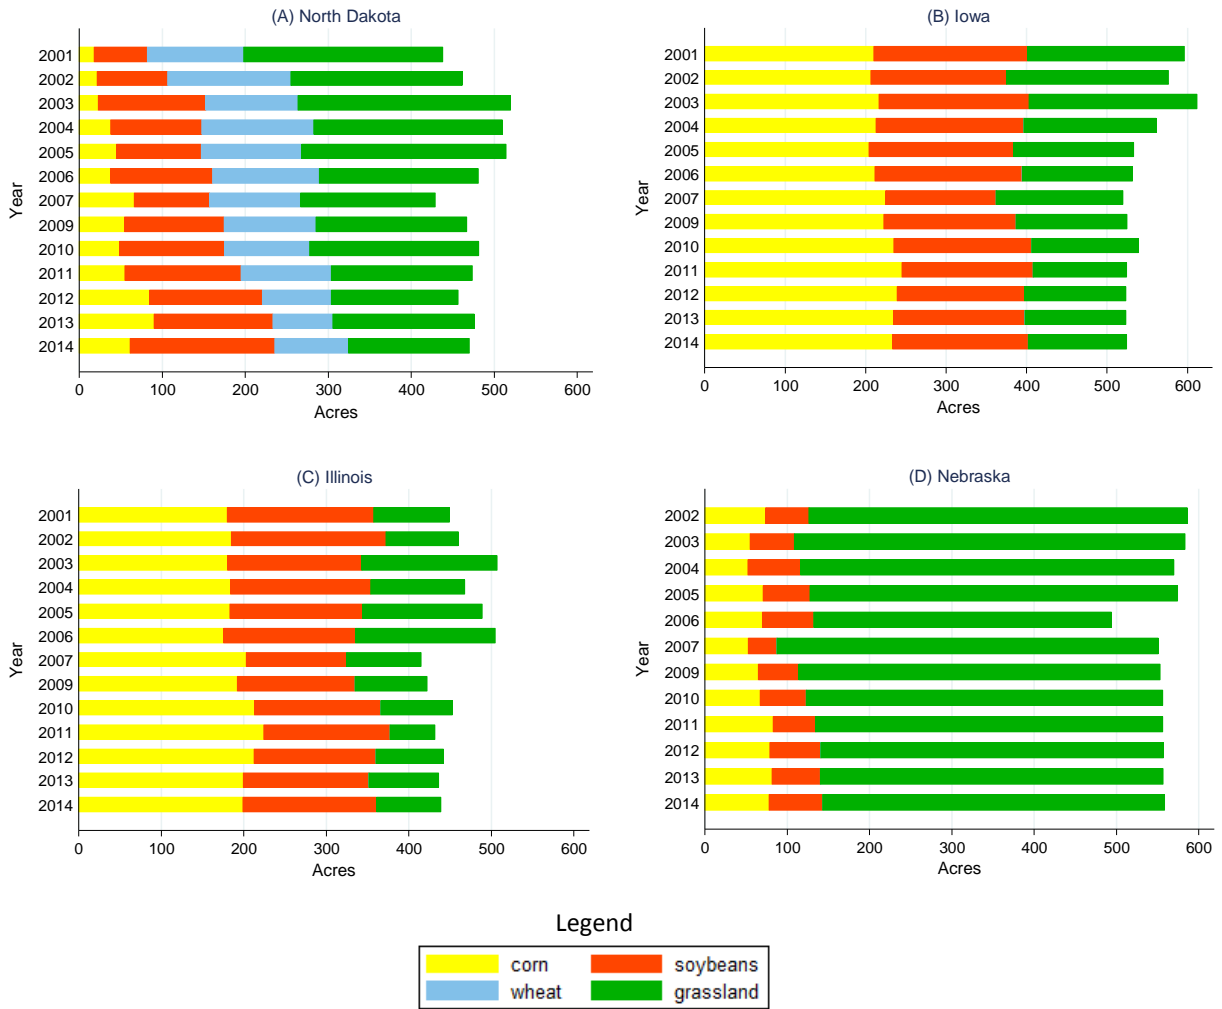 (A) North Dakota
Year
2001
2002
2003
2004
2005
2006
2007
2009
2010
2011
2012
2013
2014
0 100 200 300 400 500 600
Acres
(B) Iowa
Year
2001
2002
2003
2004
2005
2006
2007
2009
2010
2011
2012
2013
2014
0 100 200 300 400 500 600
Acres
(C) Illinois
Year
2001
2002
2003
2004
2005
2006
2007
2009
2010
2011
2012
2013
2014
0 100 200 300 400 500 600
Acres
(D) Nebraska
Year
2002
2003
2004
2005
2006
2007
2009
2010
2011
2012
2013
2014
0 100 200 300 400 500 600
Acres
Legend
corn soybeans
wheat grassland